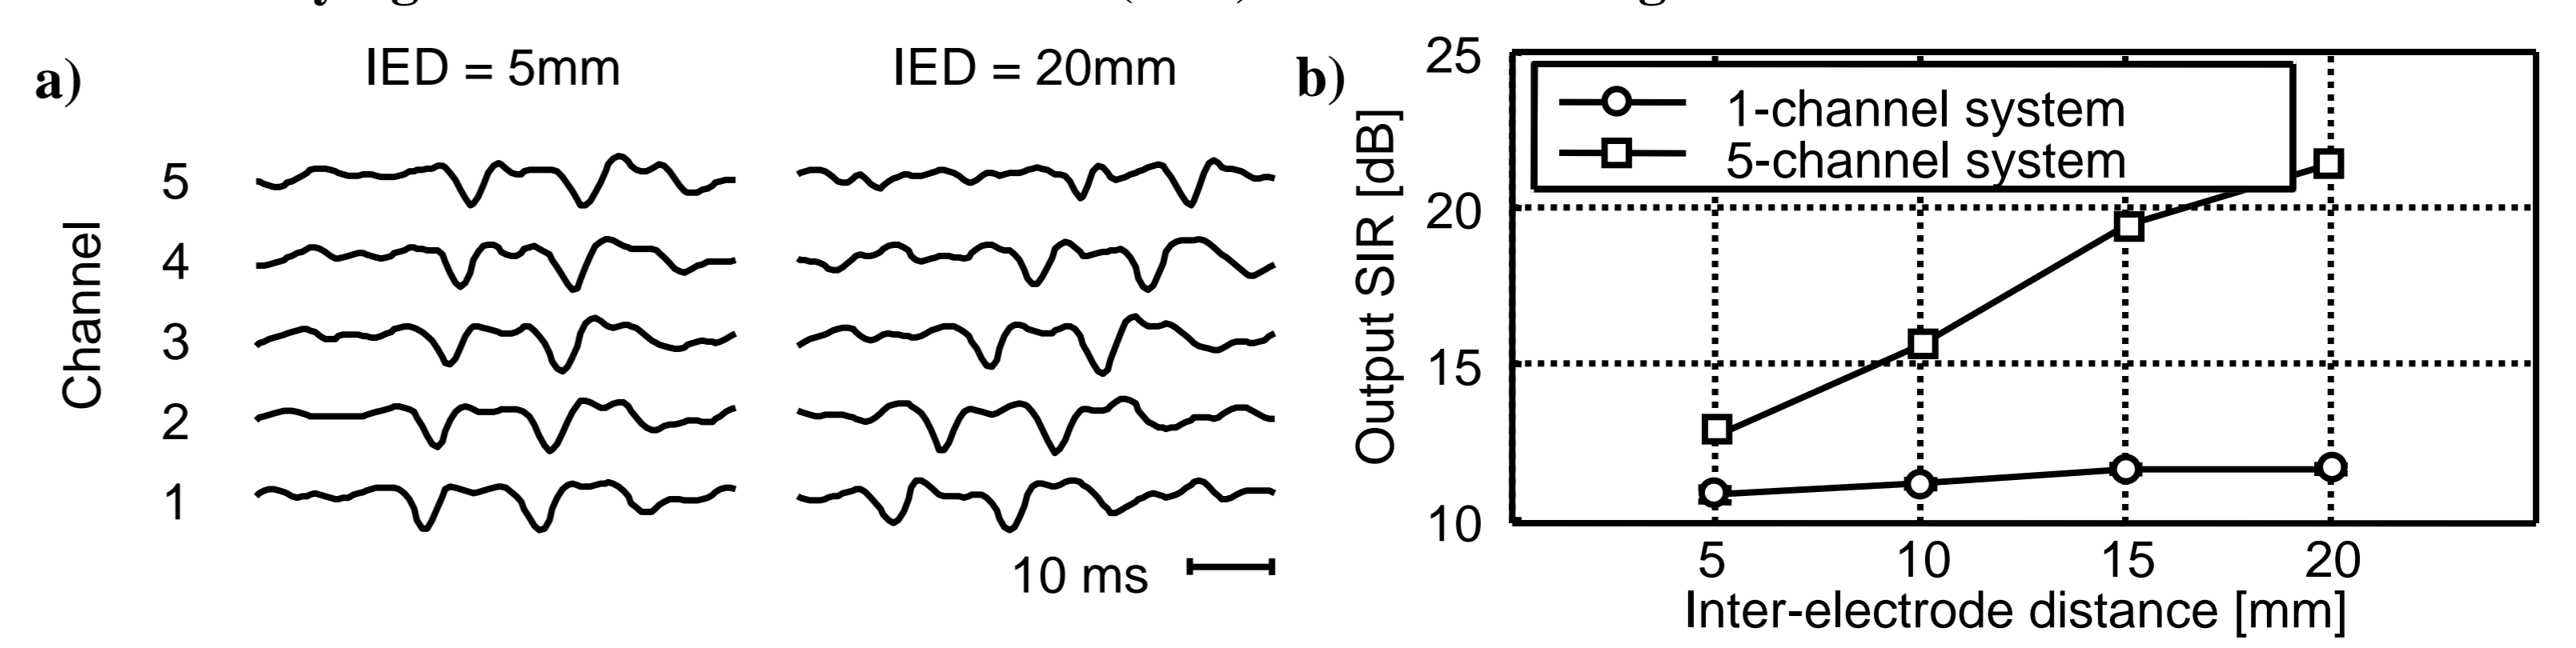 a)
IED = 5mm
IED = 20mm
Channel
5
4
3
2
1
10 ms
b)
Output SIR [dB]
25
20
15
10
1-channel system
5-channel system
5 10 15 20
Inter-electrode distance [mm]